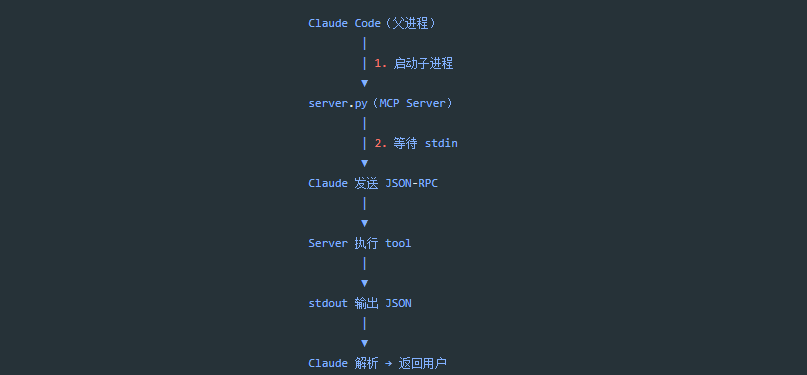 Claude Code（父进程）
│
│ 1. 启动子进程
▼
server.py（MCP Server）
│
│ 2. 等待 stdin
▼
Claude 发送 JSON-RPC
│
▼
Server 执行 tool
│
▼
stdout 输出 JSON
│
▼
Claude 解析 → 返回用户